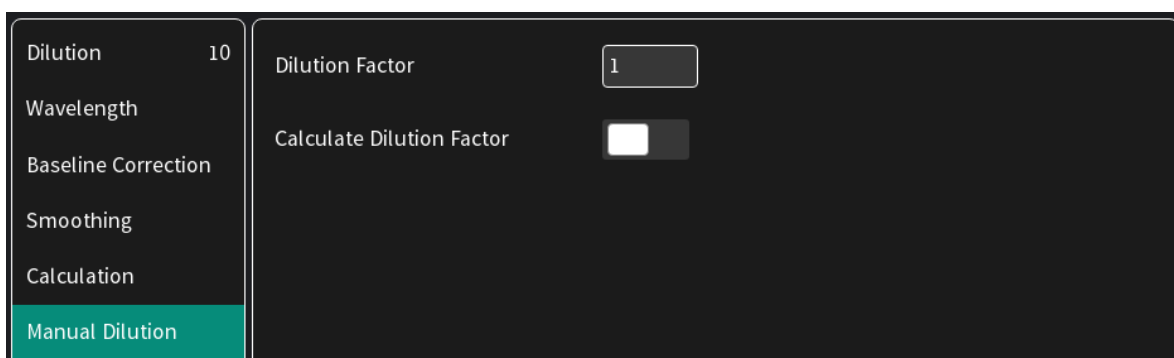 Dilution 10
Wavelength
Baseline Correction
Smoothing
Calculation
Manual Dilution
Dilution Factor 1
Calculate Dilution Factor